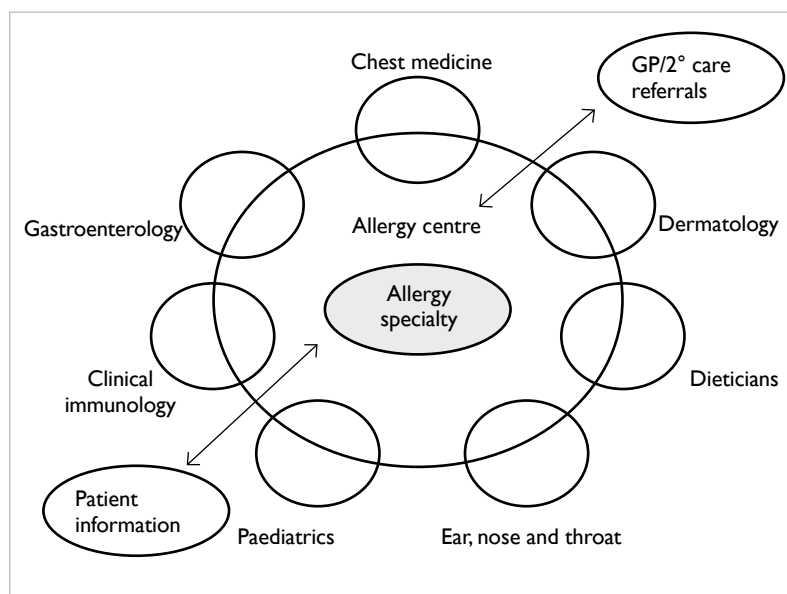 Chest medicine
GP/2° care
referrals
Gastroenterology
Allergy centre
Dermatology
Allergy
specialty
Clinical
immunology
Dieticians
Patient
information
Paediatrics
Ear, nose and throat